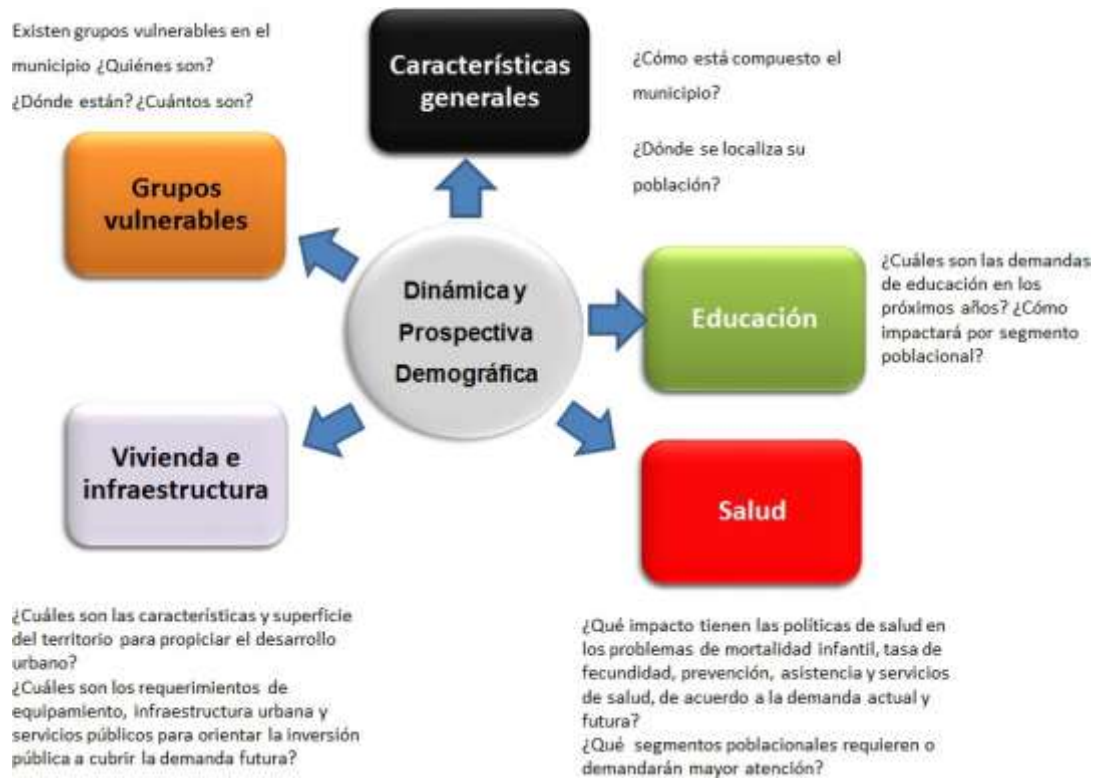 Existen grupos vulnerables en el
municipio ¿Quiénes son?
¿Dónde están? ¿Cuántos son?
Características
generales
¿Cómo está compuesto el
municipio?
¿Dónde se localiza su
población?
Grupos
vulnerables
Dinámica y
Prospectiva
Demográfica
Educación
¿Cuáles son las demandas
de educación en los
próximos años? ¿Cómo
impactará por segmento
poblacional?
Vivienda e
infraestructura
Salud
¿Cuáles son las características y superficie
del territorio para propiciar el desarrollo
urbano?
¿Cuáles son los requerimientos de
equipamiento, infraestructura urbana y
servicios públicos para orientar la inversión
pública a cubrir la demanda futura?
¿Qué impacto tienen las políticas de salud en
los problemas de mortalidad infantil, tasa de
fecundidad, prevención, asistencia y servicios
de salud, de acuerdo a la demanda actual y
futura?
¿Qué segmentos poblacionales requieren o
demandarán mayor atención?